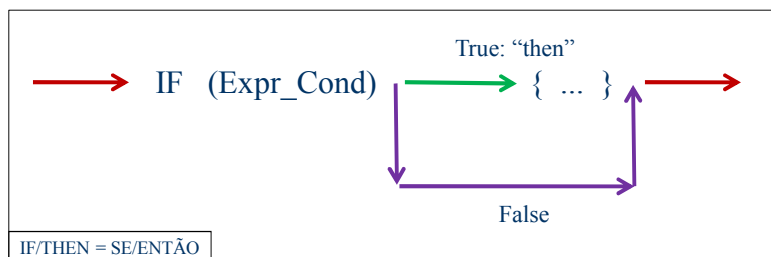 True: “then”
IF (Expr_Cond) { ... }
False
IF/THEN = SE/ENTÃO